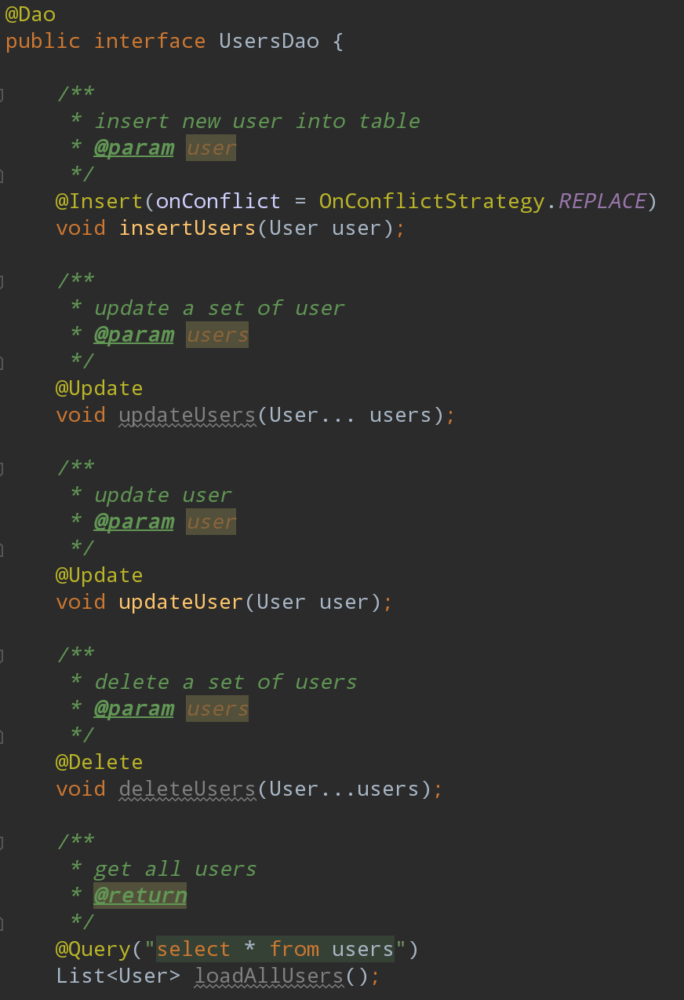 @Dao
public interface UsersDao {
/**
* insert new user into table
* @param user
*/
@Insert(onConflict = OnConflictStrategy.REPLACE)
void insertUsers(User user);
/**
* update a set of user
* @param users
*/
@Update
void updateUsers(User... users);
/**
* update user
* @param user
*/
@Update
void updateUser(User user);
/**
* delete a set of users
* @param users
*/
@Delete
void deleteUsers(User...users);
/**
* get all users
* @return
*/
@Query("select * from users")
List<User> loadAllUsers();